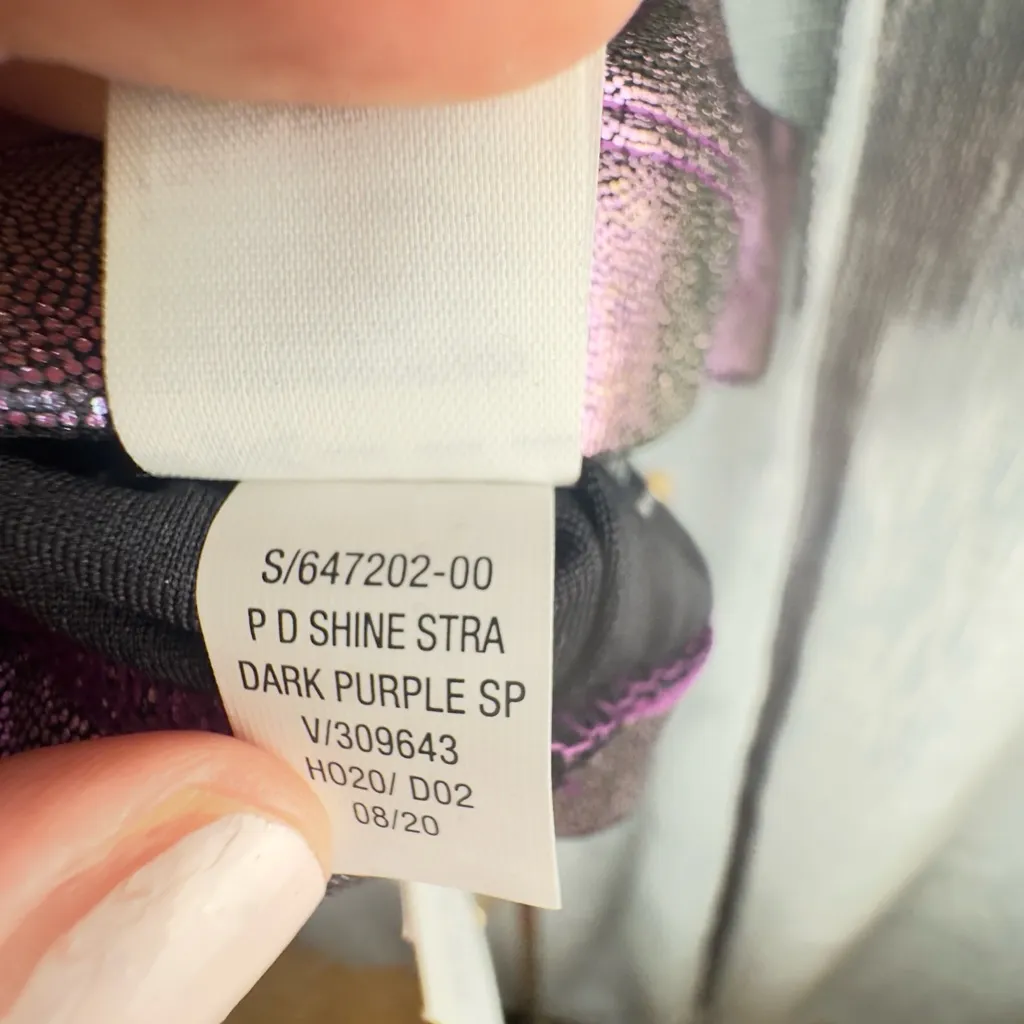 S/647202-00
P D SHINE STRA
DARK PURPLE SP
V/309643
H020/ D02
08/20